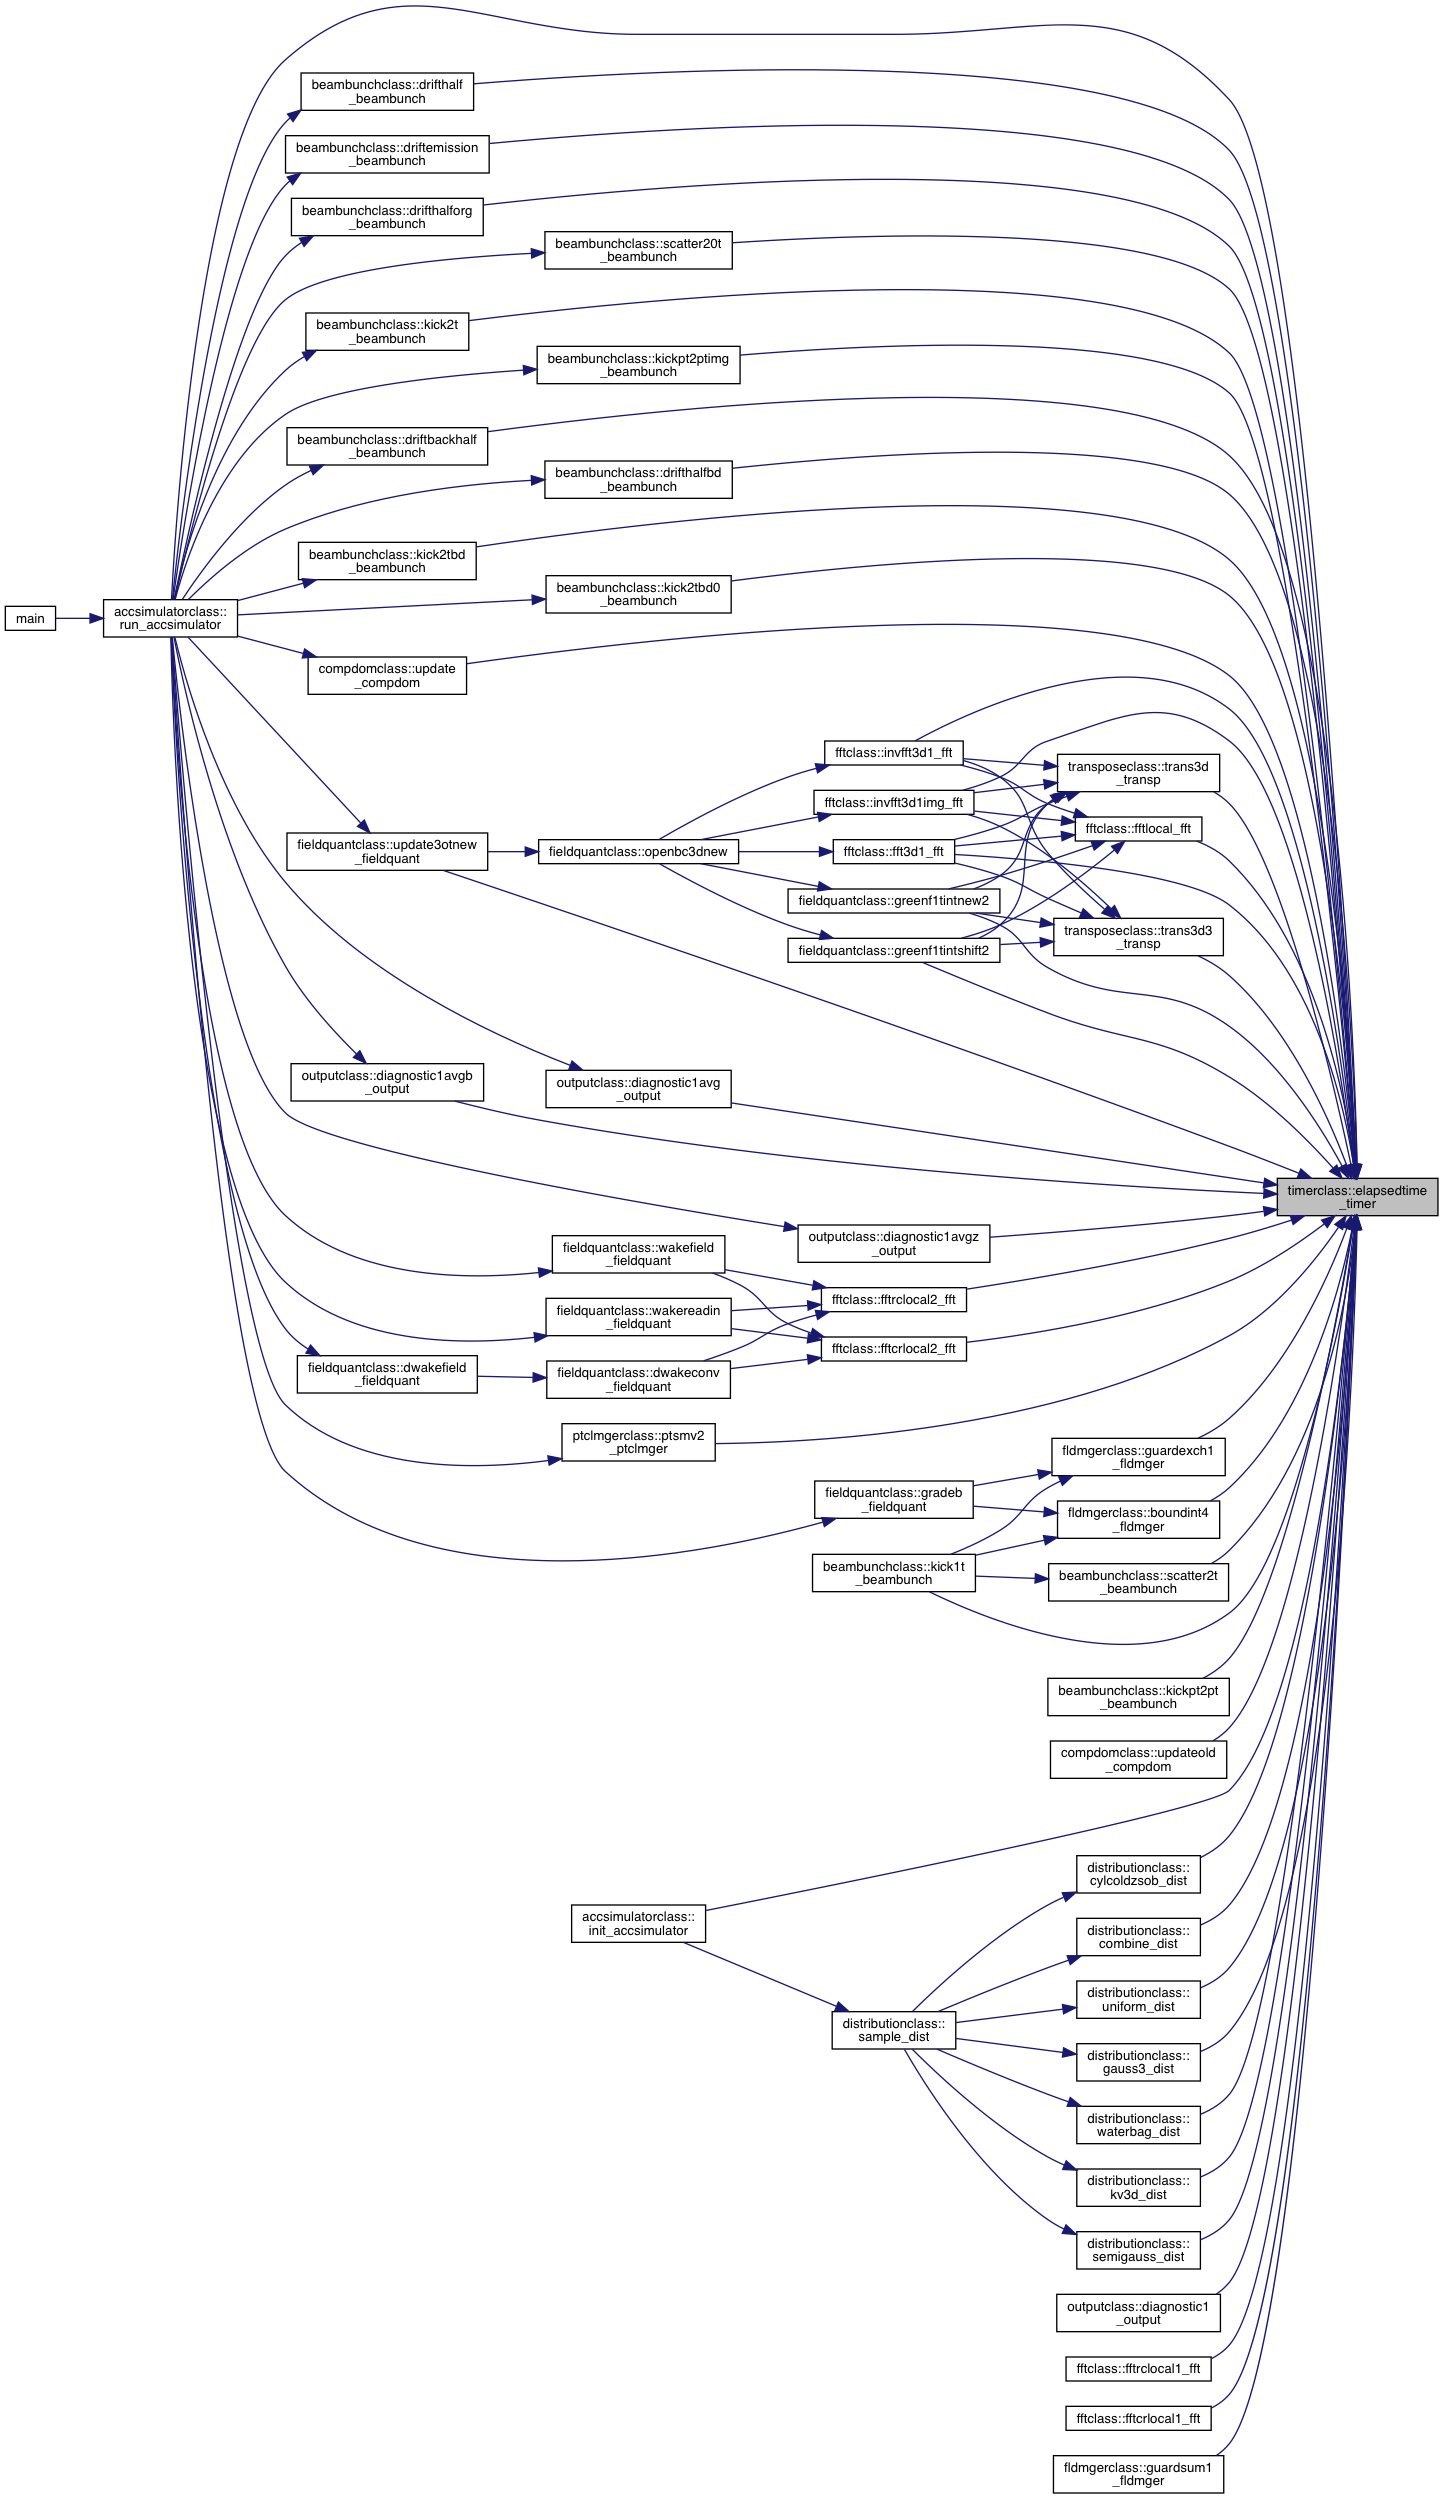 beambunchclass::drifthalf
_beambunch
beambunchclass::driftemission
_beambunch
beambunchclass::drifthalforg
_beambunch
beambunchclass::scatter20t
_beambunch
beambunchclass::kick2t
_beambunch
beambunchclass::kickpt2ptimg
_beambunch
beambunchclass::driftbackhalf
_beambunch
beambunchclass::drifthalfbd
_beambunch
beambunchclass::kick2tbd
_beambunch
beambunchclass::kick2tbd0
_beambunch
main
accsimulatorclass::
run_accsimulator
compdomclass::update
_compdom
fftclass::invfft3d1_fft
transposeclass::trans3d
_transp
fftclass::invfft3d1img_fft
fftclass::fftlocal_fft
fieldquantclass::update3otnew
_fieldquant
fieldquantclass::openbc3dnew
fftclass::fft3d1_fft
fieldquantclass::greenf1tintnew2
transposeclass::trans3d3
_transp
fieldquantclass::greenf1tintshift2
outputclass::diagnostic1avgb
_output
outputclass::diagnostic1avg
_output
timerclass::elapsedtime
_timer
outputclass::diagnostic1avgz
_output
fieldquantclass::wakefield
_fieldquant
fftclass::fftrclocal2_fft
fieldquantclass::wakereadin
_fieldquant
fftclass::fftcrlocal2_fft
fieldquantclass::dwakefield
_fieldquant
fieldquantclass::dwakeconv
_fieldquant
ptclmgerclass::ptsmv2
_ptclmger
fldmgerclass::guardexch1
_fldmger
fieldquantclass::gradeb
_fieldquant
fldmgerclass::boundint4
_fldmger
beambunchclass::kick1t
_beambunch
beambunchclass::scatter2t
_beambunch
beambunchclass::kickpt2pt
_beambunch
compdomclass::updateold
_compdom
distributionclass::
cylcoldzsob_dist
accsimulatorclass::
init_accsimulator
distributionclass::
combine_dist
distributionclass::
uniform_dist
distributionclass::
sample_dist
distributionclass::
gauss3_dist
distributionclass::
waterbag_dist
distributionclass::
kv3d_dist
distributionclass::
semigauss_dist
outputclass::diagnostic1
_output
fftclass::fftrclocal1_fft
fftclass::fftcrlocal1_fft
fldmgerclass::guardsum1
_fldmger